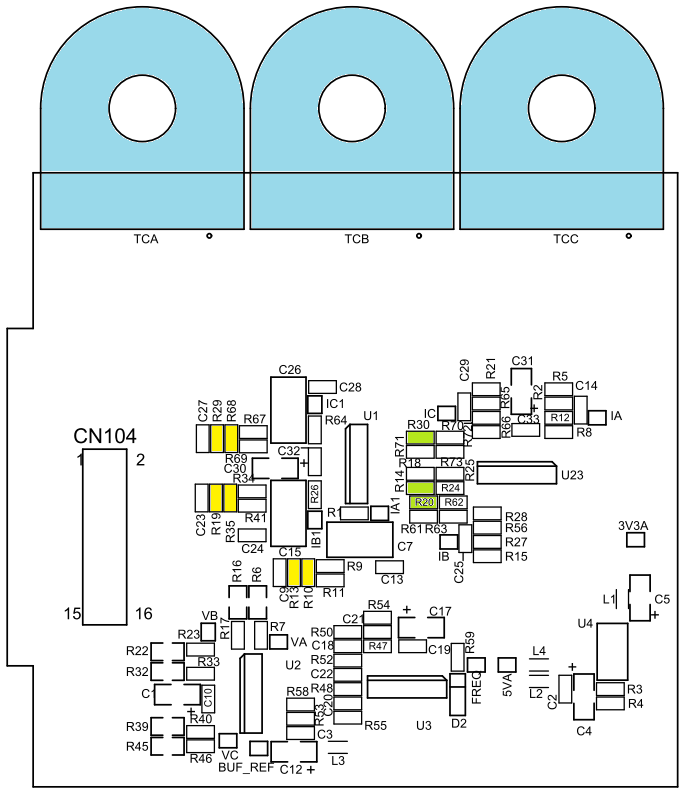 TCA
TCB
TCC
C26
C28
IC1
R64
C27
R29
R68
R67
R69
C30
C32
R34
R41
C23
R19
R35
C24
R26
IB1
C15
U1
R1
IA1
C7
C9
R13
R10
R9
R11
C13
C29
R21
C31
R5
C14
IC
R65
R2
R12
IA
R30
R70
R71
R72
R66
C33
R8
R18
R73
R25
U23
R14
R24
R20
R62
R61
R63
IB
C25
R28
R56
R27
R15
3V3A
CN104
1
2
15
16
R16
R6
VB
R17
R7
VA
R23
R22
R33
R32
C1
C10
U2
R39
R40
R45
R46
VC
BUF_REF
C12
L3
R58
R53
C3
C21
R54
R50
C18
R47
R52
C22
R48
C20
R55
C17
C19
R59
U3
D2
FREQ
5VA
L4
L2
L1
C5
U4
C2
C4
R3
R4